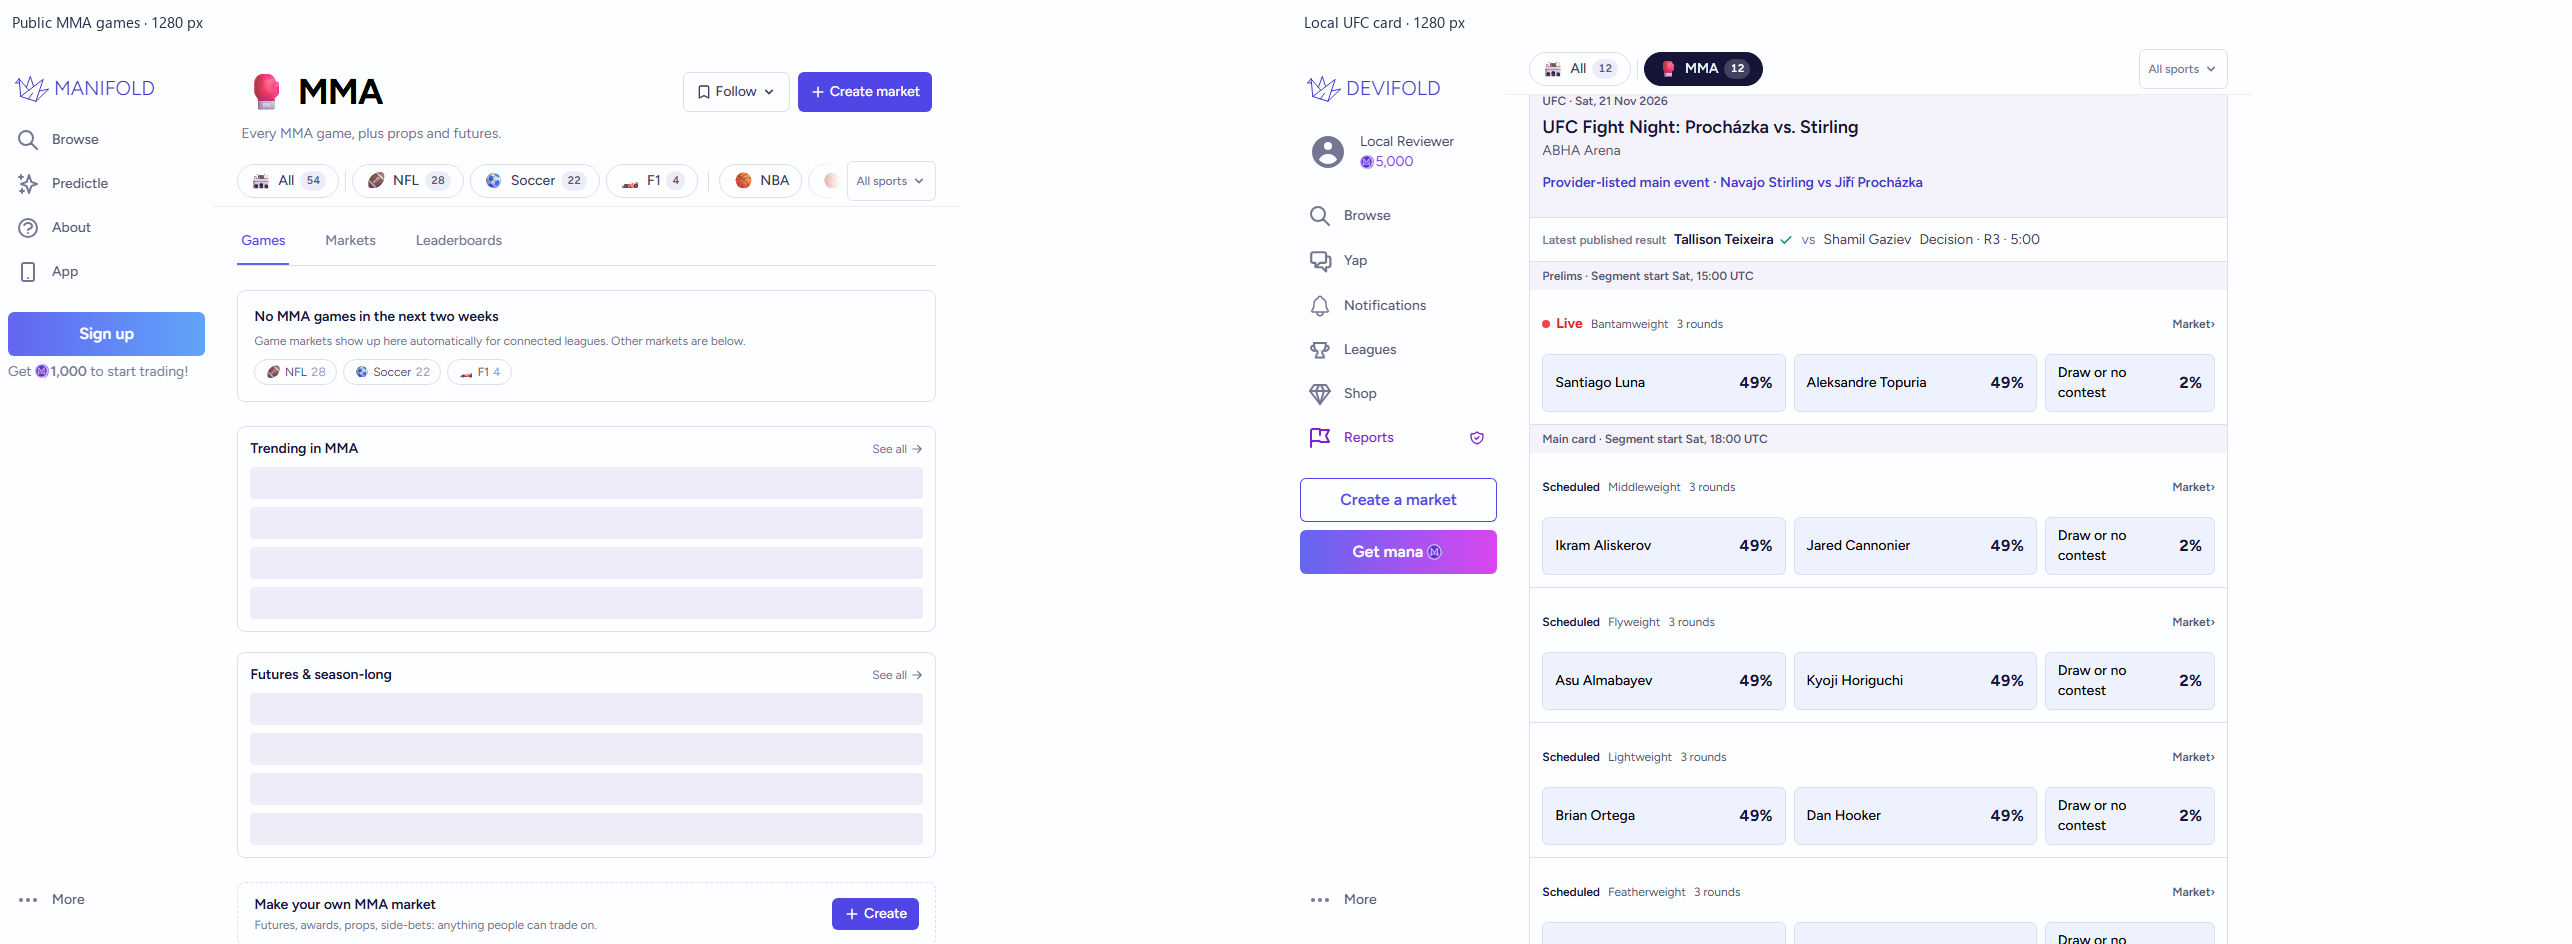 Public MMA games · 1280 px
MANIFOLD
Browse
Predictle
About
App
Sign up
Get 1,000 to start trading!
More
MMA
Follow
Create market
Every MMA game, plus props and futures.
All 54
NFL 28
Soccer 22
F1 4
NBA
All sports
Games
Markets
Leaderboards
No MMA games in the next two weeks
Game markets show up here automatically for connected leagues. Other markets are below.
NFL 28
Soccer 22
F1 4
Trending in MMA
See all →
Futures & season-long
See all →
Make your own MMA market
Futures, awards, props, side-bets: anything people can trade on.
+ Create
Local UFC card · 1280 px
DEVIFOLD
Local Reviewer
5,000
Browse
Yap
Notifications
Leagues
Shop
Reports
Create a market
Get mana
More
All 12
MMA 12
All sports
UFC · Sat, 21 Nov 2026
UFC Fight Night: Procházka vs. Stirling
ABHA Arena
Provider-listed main event · Navajo Stirling vs Jiří Procházka
Latest published result Tallison Teixeira ✓ vs Shamil Gaziev Decision · R3 · 5:00
Prelims · Segment start Sat, 15:00 UTC
Live Bantamweight 3 rounds Market›
Santiago Luna 49%
Aleksandre Topuria 49%
Draw or no contest 2%
Main card · Segment start Sat, 18:00 UTC
Scheduled Middleweight 3 rounds Market›
Ikram Aliskerov 49%
Jared Cannonier 49%
Draw or no contest 2%
Scheduled Flyweight 3 rounds Market›
Asu Almabayev 49%
Kyoji Horiguchi 49%
Draw or no contest 2%
Scheduled Lightweight 3 rounds Market›
Brian Ortega 49%
Dan Hooker 49%
Draw or no contest 2%
Scheduled Featherweight 3 rounds Market›
Draw or no